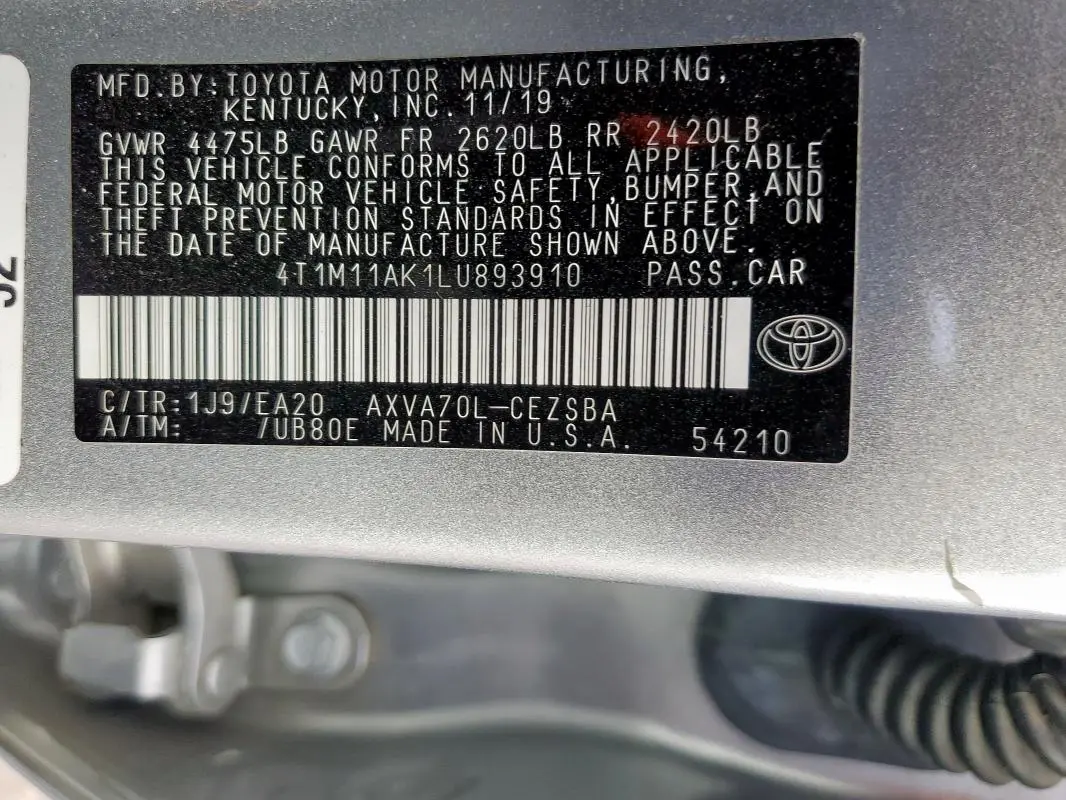 MFD.BY:TOYOTA MOTOR MANUFACTURING,
KENTUCKY,INC.11/19
GVWR 4475LB GAWR FR 2620LB RR 2420LB
THIS VEHICLE CONFORMS TO ALL APPLICABLE
FEDERAL MOTOR VEHICLE SAFETY,BUMPER,AND
THEFT PREVENTION STANDARDS IN EFFECT ON
THE DATE OF MANUFACTURE SHOWN ABOVE.
4T1M11AK1LU893910 PASS.CAR
C/TR:1J9/EA20 AXVA70L-CEZSBA
A/TM: /UB80E MADE IN U.S.A. 54210